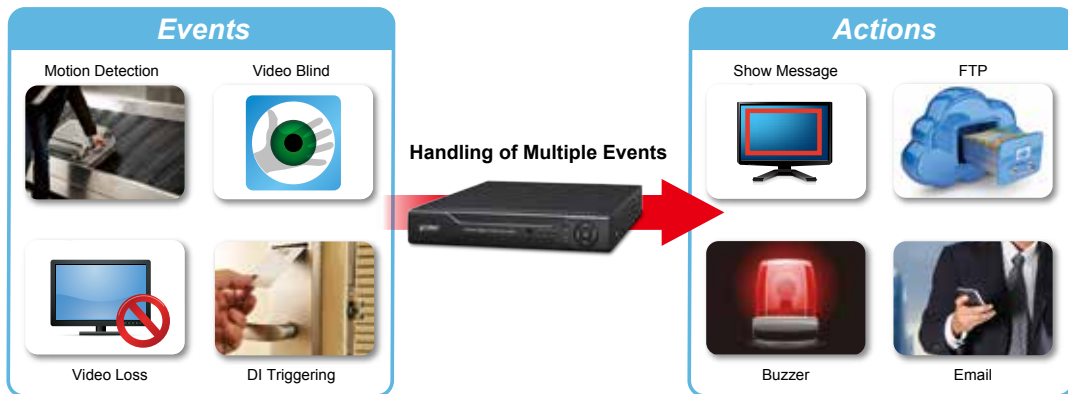 Events
Motion Detection
Video Blind
Video Loss
DI Triggering
Handling of Multiple Events
Actions
Show Message
FTP
Buzzer
Email